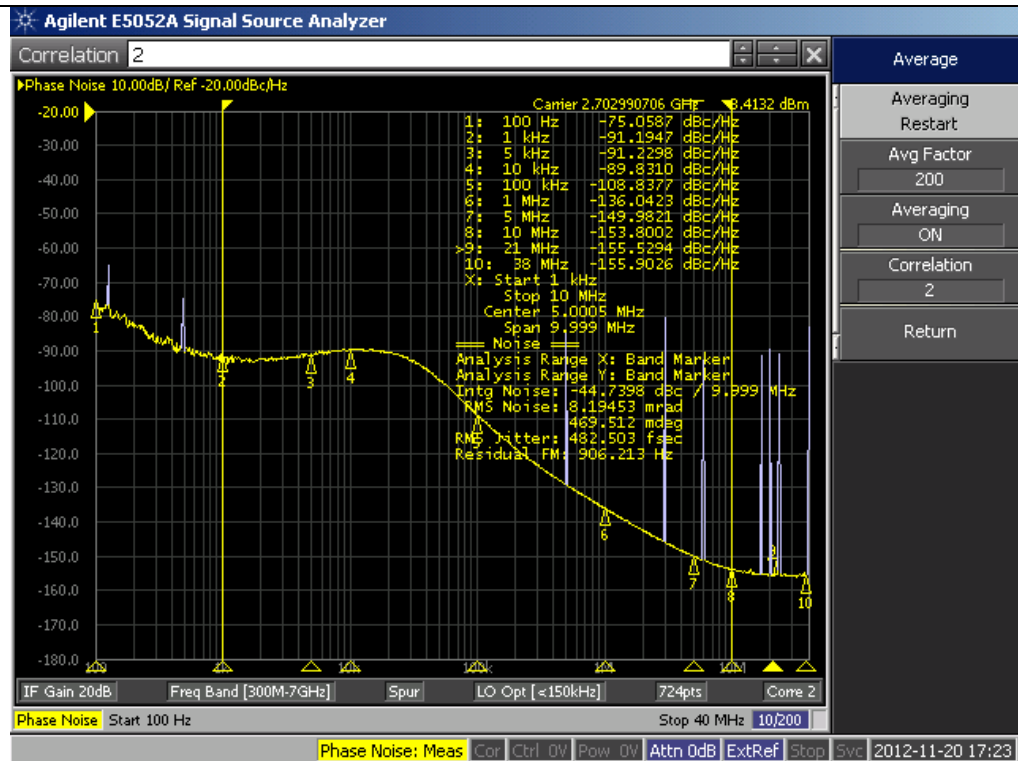 Agilent E5052A Signal Source Analyzer
Correlation 2
Phase Noise 10.00dB/ Ref -20.00dBc/Hz
Carrier 2.702990706 GHz 8.4132 dBm
-20.00
-30.00
-40.00
-50.00
-60.00
-70.00
-80.00
-90.00
-100.0
-110.0
-120.0
-130.0
-140.0
-150.0
-160.0
-170.0
-180.0
1: 100 Hz -75.0587 dBc/Hz
2: 1 kHz -91.1947 dBc/Hz
3: 5 kHz -91.2298 dBc/Hz
4: 10 kHz -89.8310 dBc/Hz
5: 100 kHz -108.8377 dBc/Hz
6: 1 MHz -136.0423 dBc/Hz
7: 5 MHz -149.9821 dBc/Hz
8: 10 MHz -153.8002 dBc/Hz
>9: 21 MHz -155.5294 dBc/Hz
10: 38 MHz -155.9026 dBc/Hz
X: Start 1 kHz
Stop 10 MHz
Center 5.0005 MHz
Span 9.999 MHz
=== Noise ===
Analysis Range X: Band Marker
Analysis Range Y: Band Marker
Intg Noise: -44.7398 dBc / 9.999 MHz
RMS Noise: 8.19453 mrad
469.512 mdeg
RMS Jitter: 482.503 fsec
Residual FM: 906.213 Hz
1
2
3
4
6
7
8
9
10
IF Gain 20dB
Freq Band [300M-7GHz]
Spur
LO Opt [<150kHz]
724pts
Corre 2
Phase Noise Start 100 Hz
Stop 40 MHz 10/200
Average
Averaging
Restart
Avg Factor
200
Averaging
ON
Correlation
2
Return
Phase Noise: Meas Cor Ctrl 0V Pow 0V Attn 0dB ExtRef Stop Svc 2012-11-20 17:23